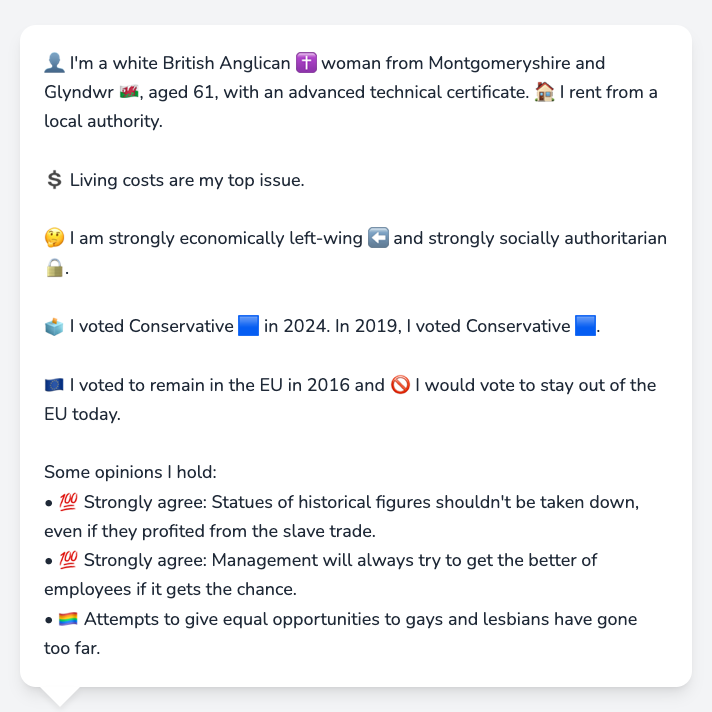 👤 I'm a white British Anglican ✝️ woman from Montgomeryshire and
Glyndwr 🏴󠁧󠁢󠁷󠁬󠁳󠁿, aged 61, with an advanced technical certificate. 🏠 I rent from a
local authority.
💲 Living costs are my top issue.
🤔 I am strongly economically left-wing ⬅️ and strongly socially authoritarian
🔒.
🗳️ I voted Conservative 🟦 in 2024. In 2019, I voted Conservative 🟦.
🇪🇺 I voted to remain in the EU in 2016 and 🚫 I would vote to stay out of the
EU today.
Some opinions I hold:
• 💯 Strongly agree: Statues of historical figures shouldn't be taken down,
even if they profited from the slave trade.
• 💯 Strongly agree: Management will always try to get the better of
employees if it gets the chance.
• 🏳️‍🌈 Attempts to give equal opportunities to gays and lesbians have gone
too far.